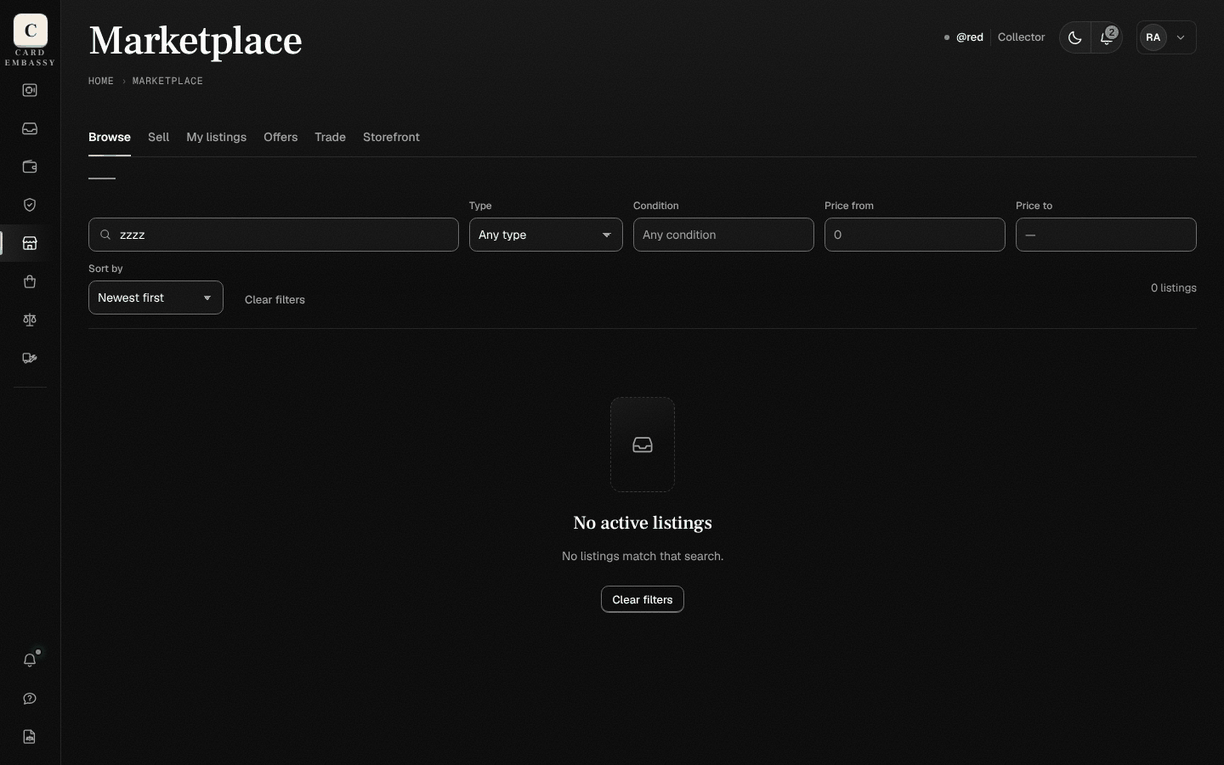 C
CARD
EMBASSY
Marketplace
@red
Collector
2
RA
HOME › MARKETPLACE
Browse
Sell
My listings
Offers
Trade
Storefront
Type
Condition
Price from
Price to
zzzz
Any type
Any condition
0
—
Sort by
Newest first
Clear filters
0 listings
No active listings
No listings match that search.
Clear filters